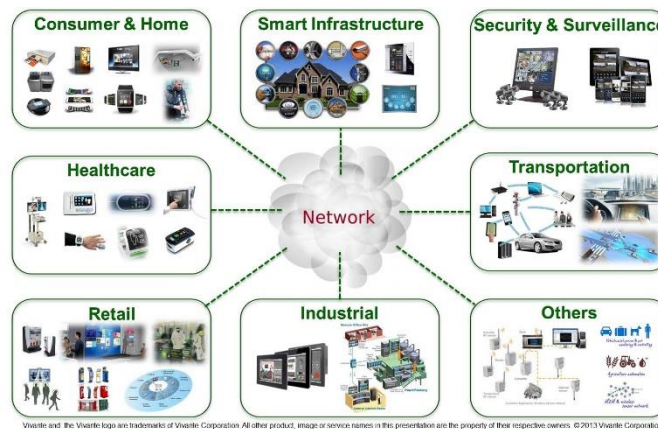 Consumer & Home
Smart Infrastructure
Security & Surveillance
Healthcare
Network
Transportation
Retail
Industrial
Others
Vivante and the Vivante logo are trademarks of Vivante Corporation. All other product, image or service names in this presentation are the property of their respective owners. © 2013 Vivante Corporatio